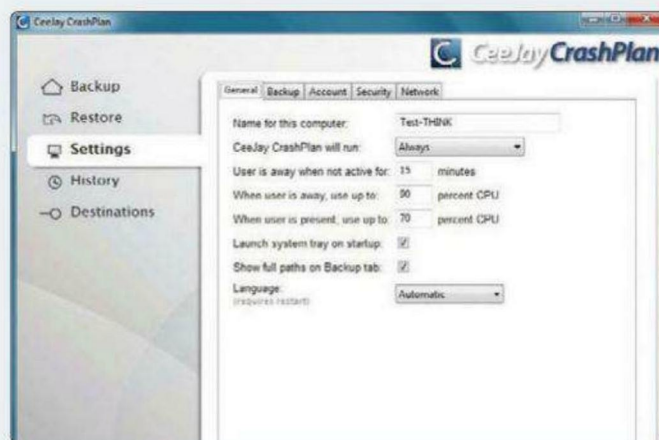 CeeJay CrashPlan
CeeJay CrashPlan
Backup
Restore
Settings
History
Destinations
General Backup Account Security Network
Name for this computer: Test-THINK
CeeJay CrashPlan will run: Always
User is away when not active for: 15 minutes
When user is away, use up to: 90 percent CPU
When user is present, use up to: 70 percent CPU
Launch system tray on startup:
Show full paths on Backup tab:
Language: Automatic
(requires restart)